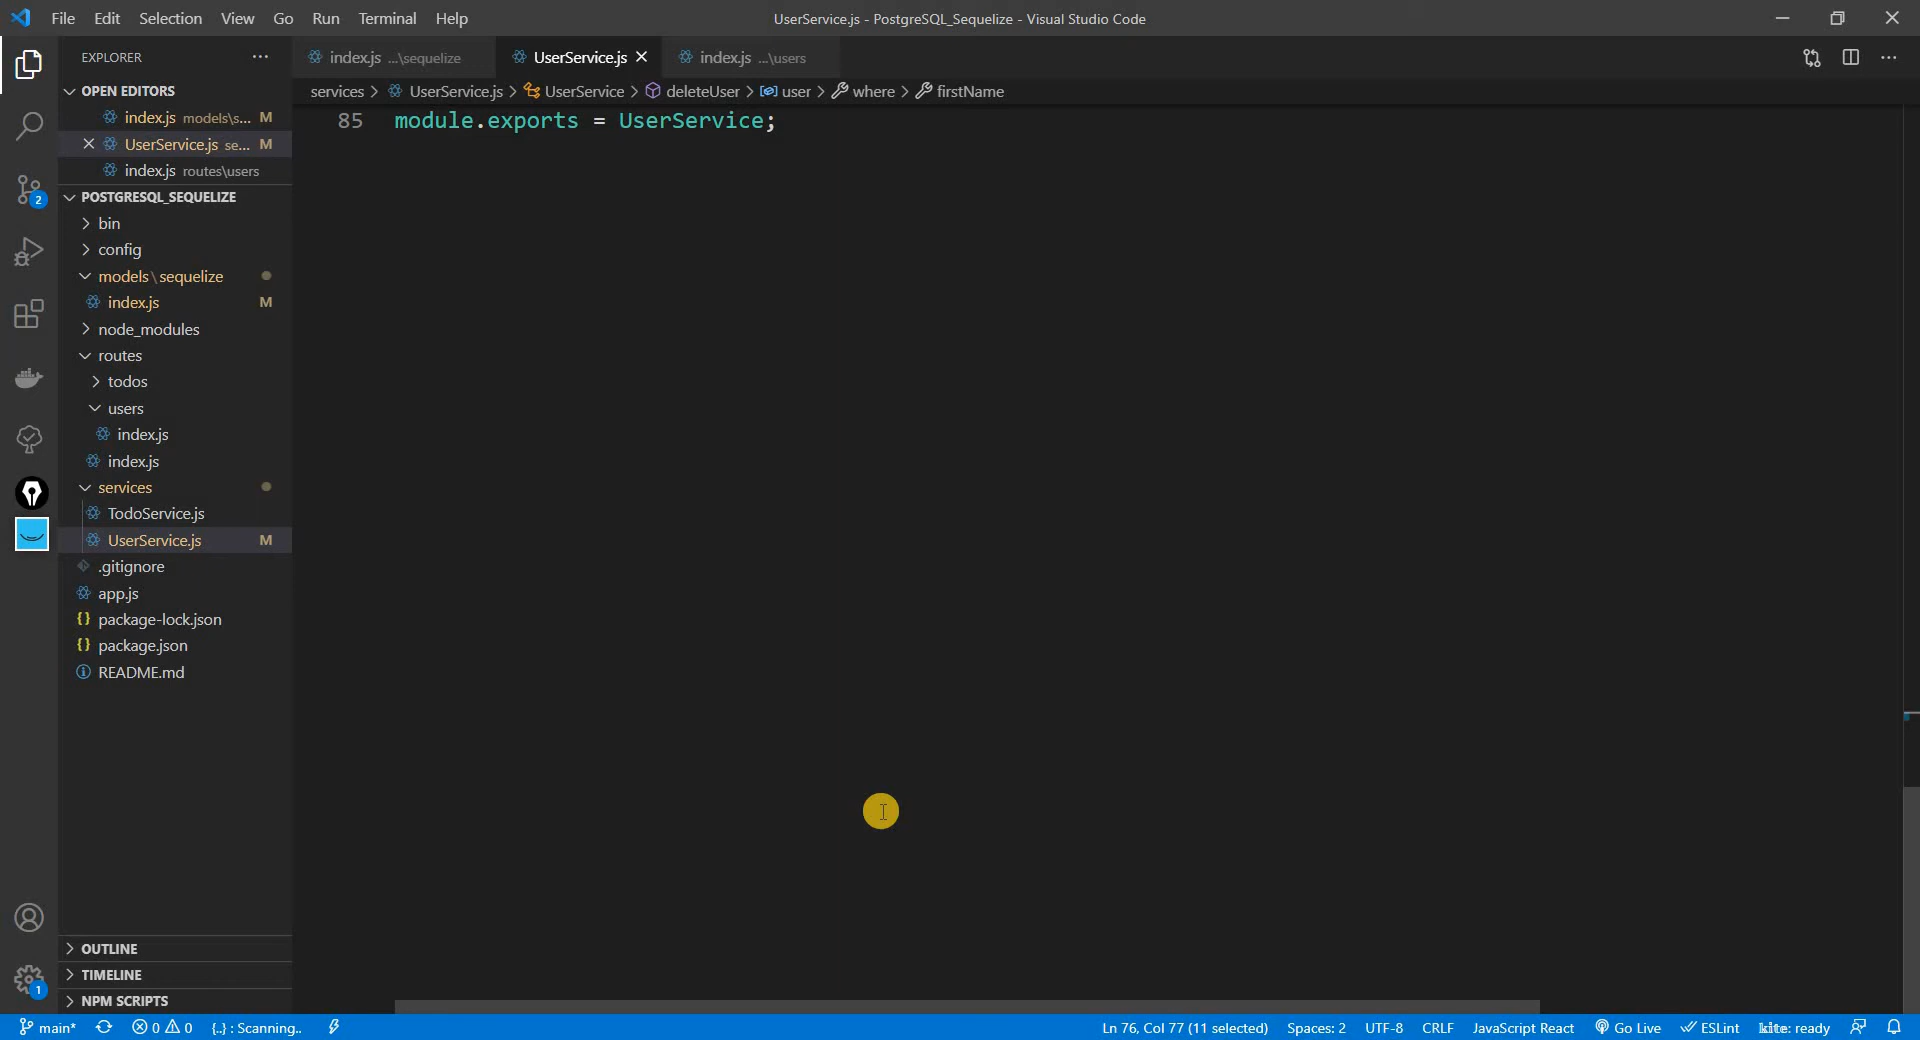 File Edit Selection View Go Run Terminal Help
UserService.js - PostgreSQL_Sequelize - Visual Studio Code
EXPLORER
index.js ...\sequelize
UserService.js
index.js ...\users
OPEN EDITORS
services > UserService.js > UserService > deleteUser > user > where > firstName
index.js models\s... M
85 module.exports = UserService;
UserService.js se... M
index.js routes\users
POSTGRESQL_SEQUELIZE
2
bin
config
models\sequelize
index.js M
node_modules
routes
todos
users
index.js
index.js
services
TodoService.js
UserService.js M
.gitignore
app.js
{} package-lock.json
{} package.json
README.md
OUTLINE
TIMELINE
1
NPM SCRIPTS
main* 0 0 {..} : Scanning.. Ln 76, Col 77 (11 selected) Spaces: 2 UTF-8 CRLF JavaScript React Go Live ESLint kite: ready